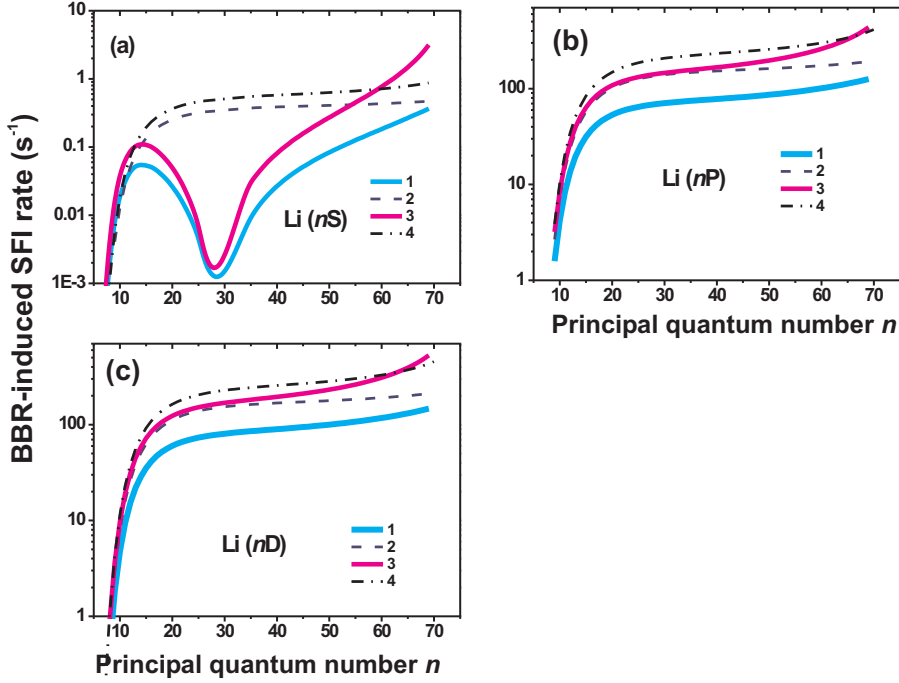 BBR-induced SFI rate (s⁻¹)
(a)
10
1
0.1
0.01
1E-3
10 20 30 40 50 60 70
Li (nS)
1
2
3
4
(b)
100
10
1
10 20 30 40 50 60 70
Li (nP)
1
2
3
4
Principal quantum number n
(c)
100
10
1
10 20 30 40 50 60 70
Li (nD)
1
2
3
4
Principal quantum number n